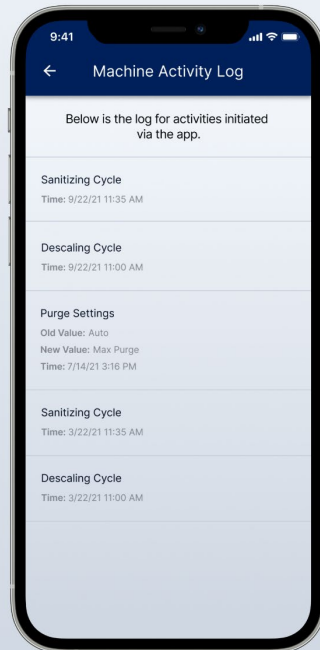 9:41
Machine Activity Log
Below is the log for activities initiated
via the app.
Sanitizing Cycle
Time: 9/22/21 11:35 AM
Descaling Cycle
Time: 9/22/21 11:00 AM
Purge Settings
Old Value: Auto
New Value: Max Purge
Time: 7/14/21 3:16 PM
Sanitizing Cycle
Time: 3/22/21 11:35 AM
Descaling Cycle
Time: 3/22/21 11:00 AM